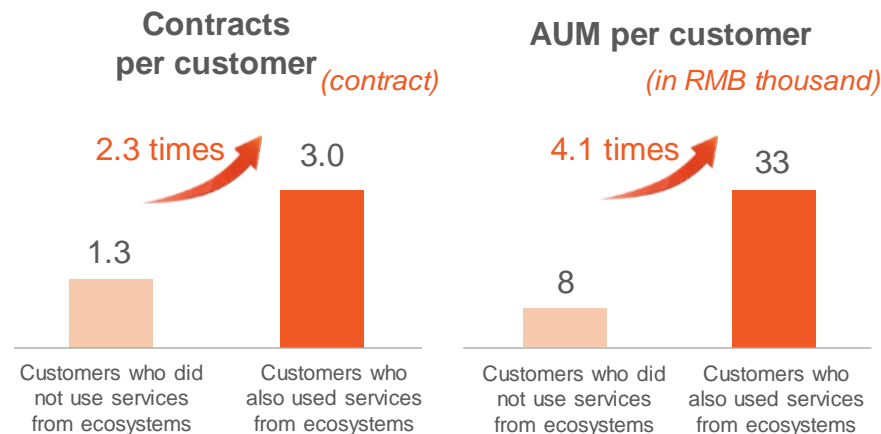 Contracts
per customer
(contract)
2.3 times
3.0
1.3
Customers who did
not use services
from ecosystems
Customers who
also used services
from ecosystems
AUM per customer
(in RMB thousand)
4.1 times
33
8
Customers who did
not use services
from ecosystems
Customers who
also used services
from ecosystems